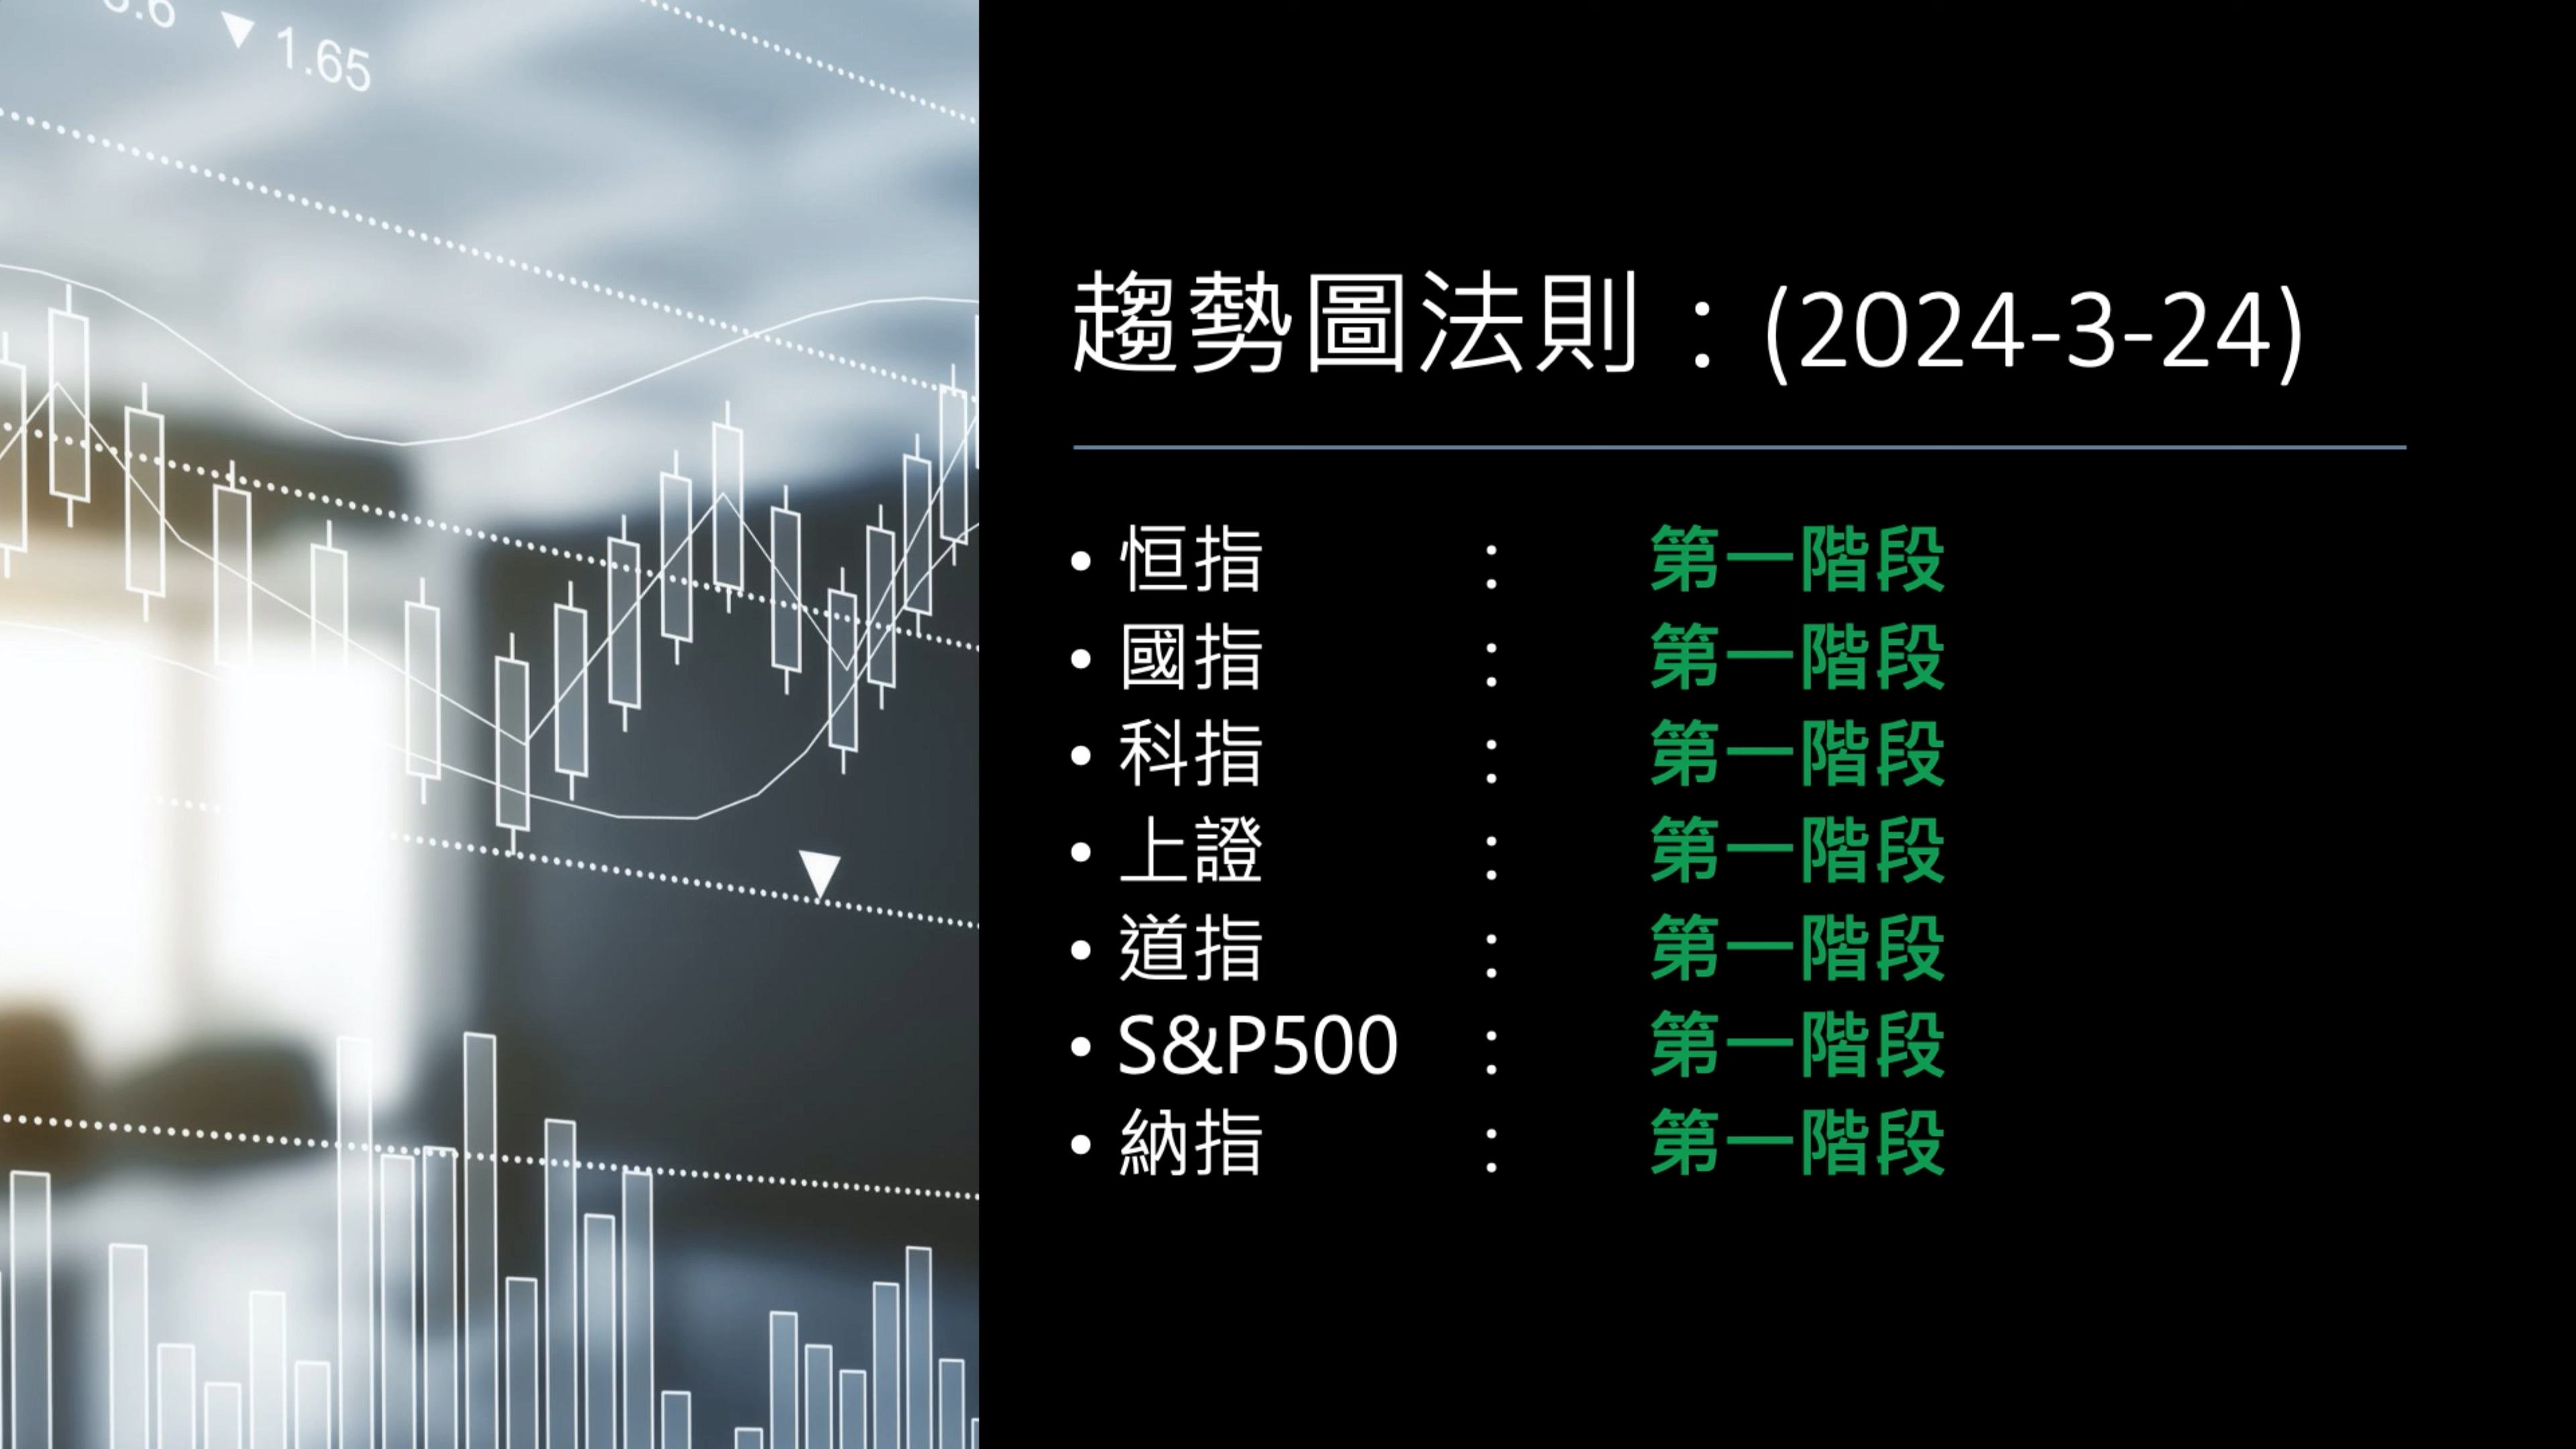 ▼ 1.65
趨勢圖法則：(2024-3-24)
• 恒指 : 第一階段
• 國指 : 第一階段
• 科指 : 第一階段
• 上證 : 第一階段
• 道指 : 第一階段
• S&P500 : 第一階段
• 納指 : 第一階段